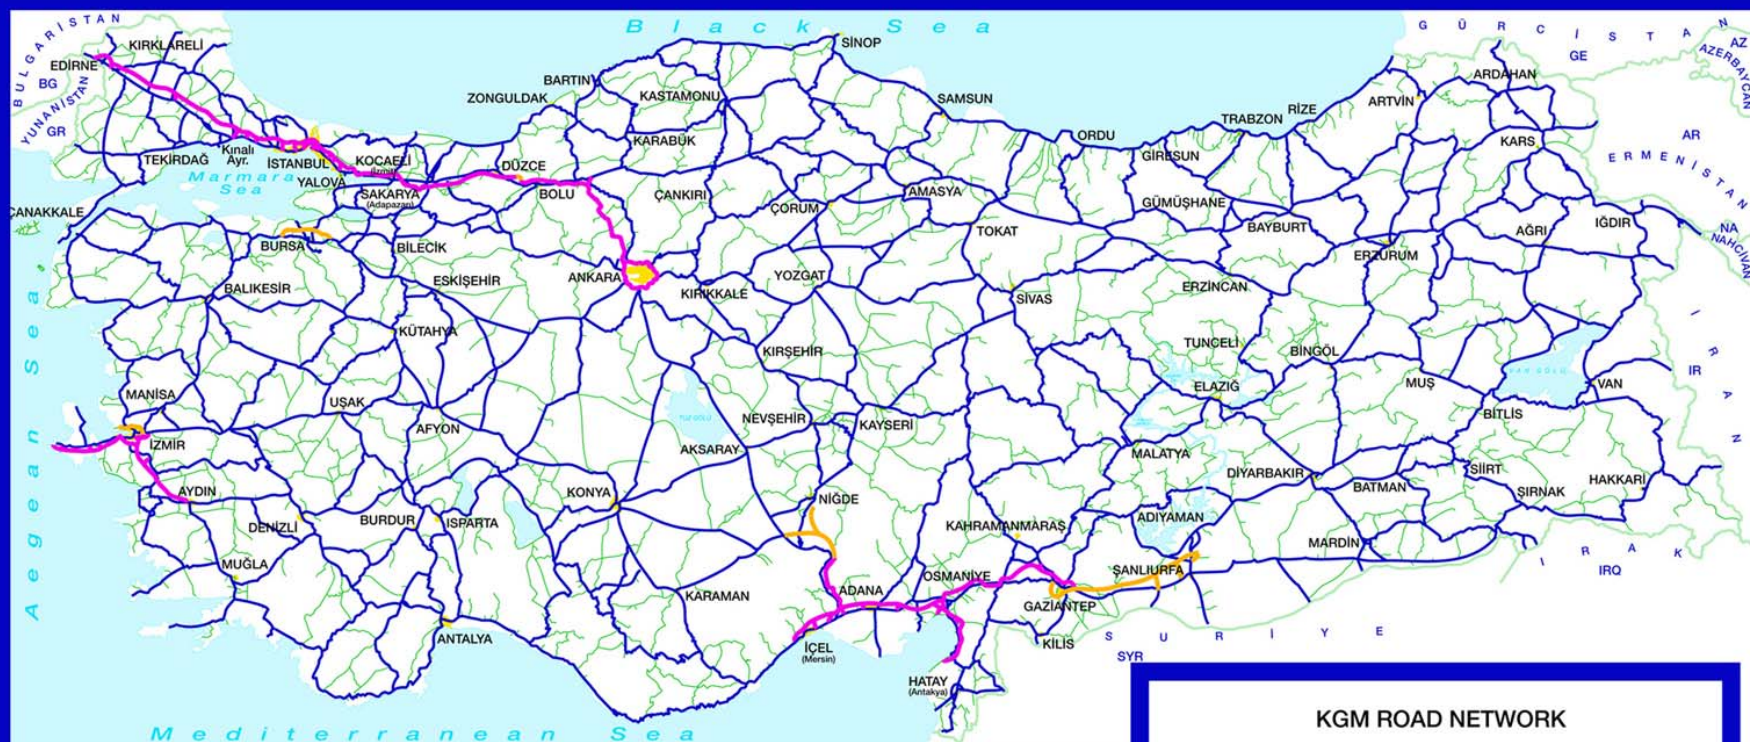 Black Sea
BULGARİSTAN
BG
YUNANİSTAN
GR
GÜRCİSTAN
GE
AZ
AZERBAYCAN
AR
ERMENİSTAN
NA
NAHCİVAN
İRAN
IR
IRAK
IRQ
SURİYE
SYR
Aegean Sea
Marmara
Sea
Mediterranean Sea
KIRKLARELİ
EDİRNE
TEKİRDAĞ
Kınalı
Ayr.
İSTANBUL
KOCAELİ
(İzmit)
YALOVA
SAKARYA
(Adapazarı)
DÜZCE
BOLU
ZONGULDAK
BARTIN
KASTAMONU
KARABÜK
SİNOP
SAMSUN
ORDU
GİRESUN
TRABZON
RİZE
ARTVİN
ARDAHAN
KARS
ÇANAKKALE
BURSA
BİLECİK
ESKİŞEHİR
ANKARA
ÇANKIRI
ÇORUM
AMASYA
TOKAT
GÜMÜŞHANE
BAYBURT
ERZURUM
AĞRI
IĞDIR
BALIKESİR
KÜTAHYA
KIRIKKALE
YOZGAT
SİVAS
ERZİNCAN
KIRŞEHİR
TUNCELİ
BİNGÖL
MUŞ
ELAZIĞ
VAN GÖLÜ
VAN
BİTLİS
MANİSA
UŞAK
AFYON
TUZ GÖLÜ
NEVŞEHİR
KAYSERİ
AKSARAY
MALATYA
DİYARBAKIR
BATMAN
SİİRT
ŞIRNAK
HAKKARİ
İZMİR
AYDIN
DENİZLİ
BURDUR
ISPARTA
KONYA
NİĞDE
KAHRAMANMARAŞ
ADIYAMAN
MARDİN
ŞANLIURFA
MUĞLA
ANTALYA
KARAMAN
ADANA
OSMANİYE
GAZİANTEP
KİLİS
İÇEL
(Mersin)
HATAY
(Antakya)
KGM ROAD NETWORK